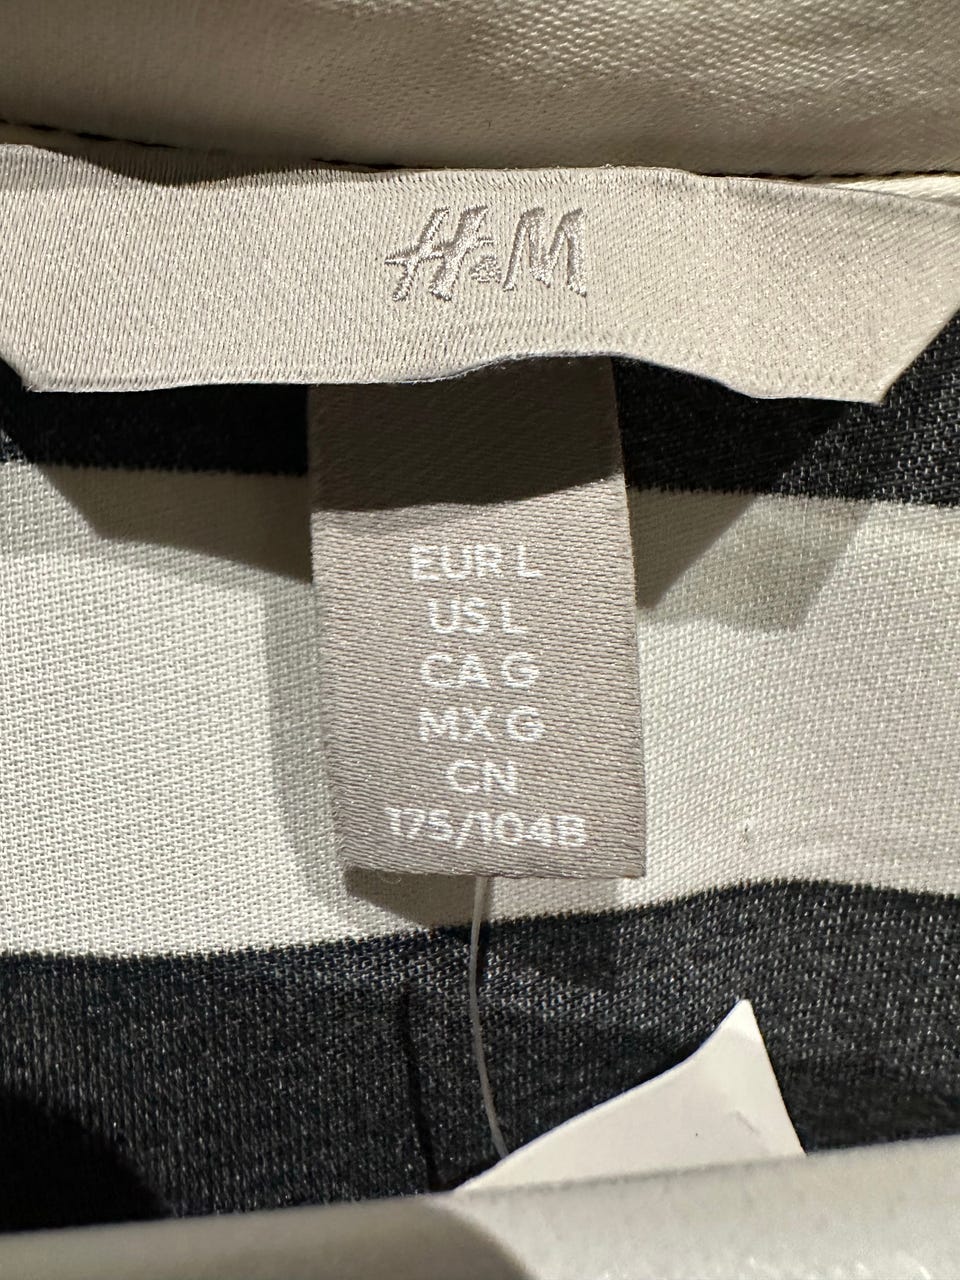 H&M
EUR L
US L
CA G
MX G
CN
175/104B